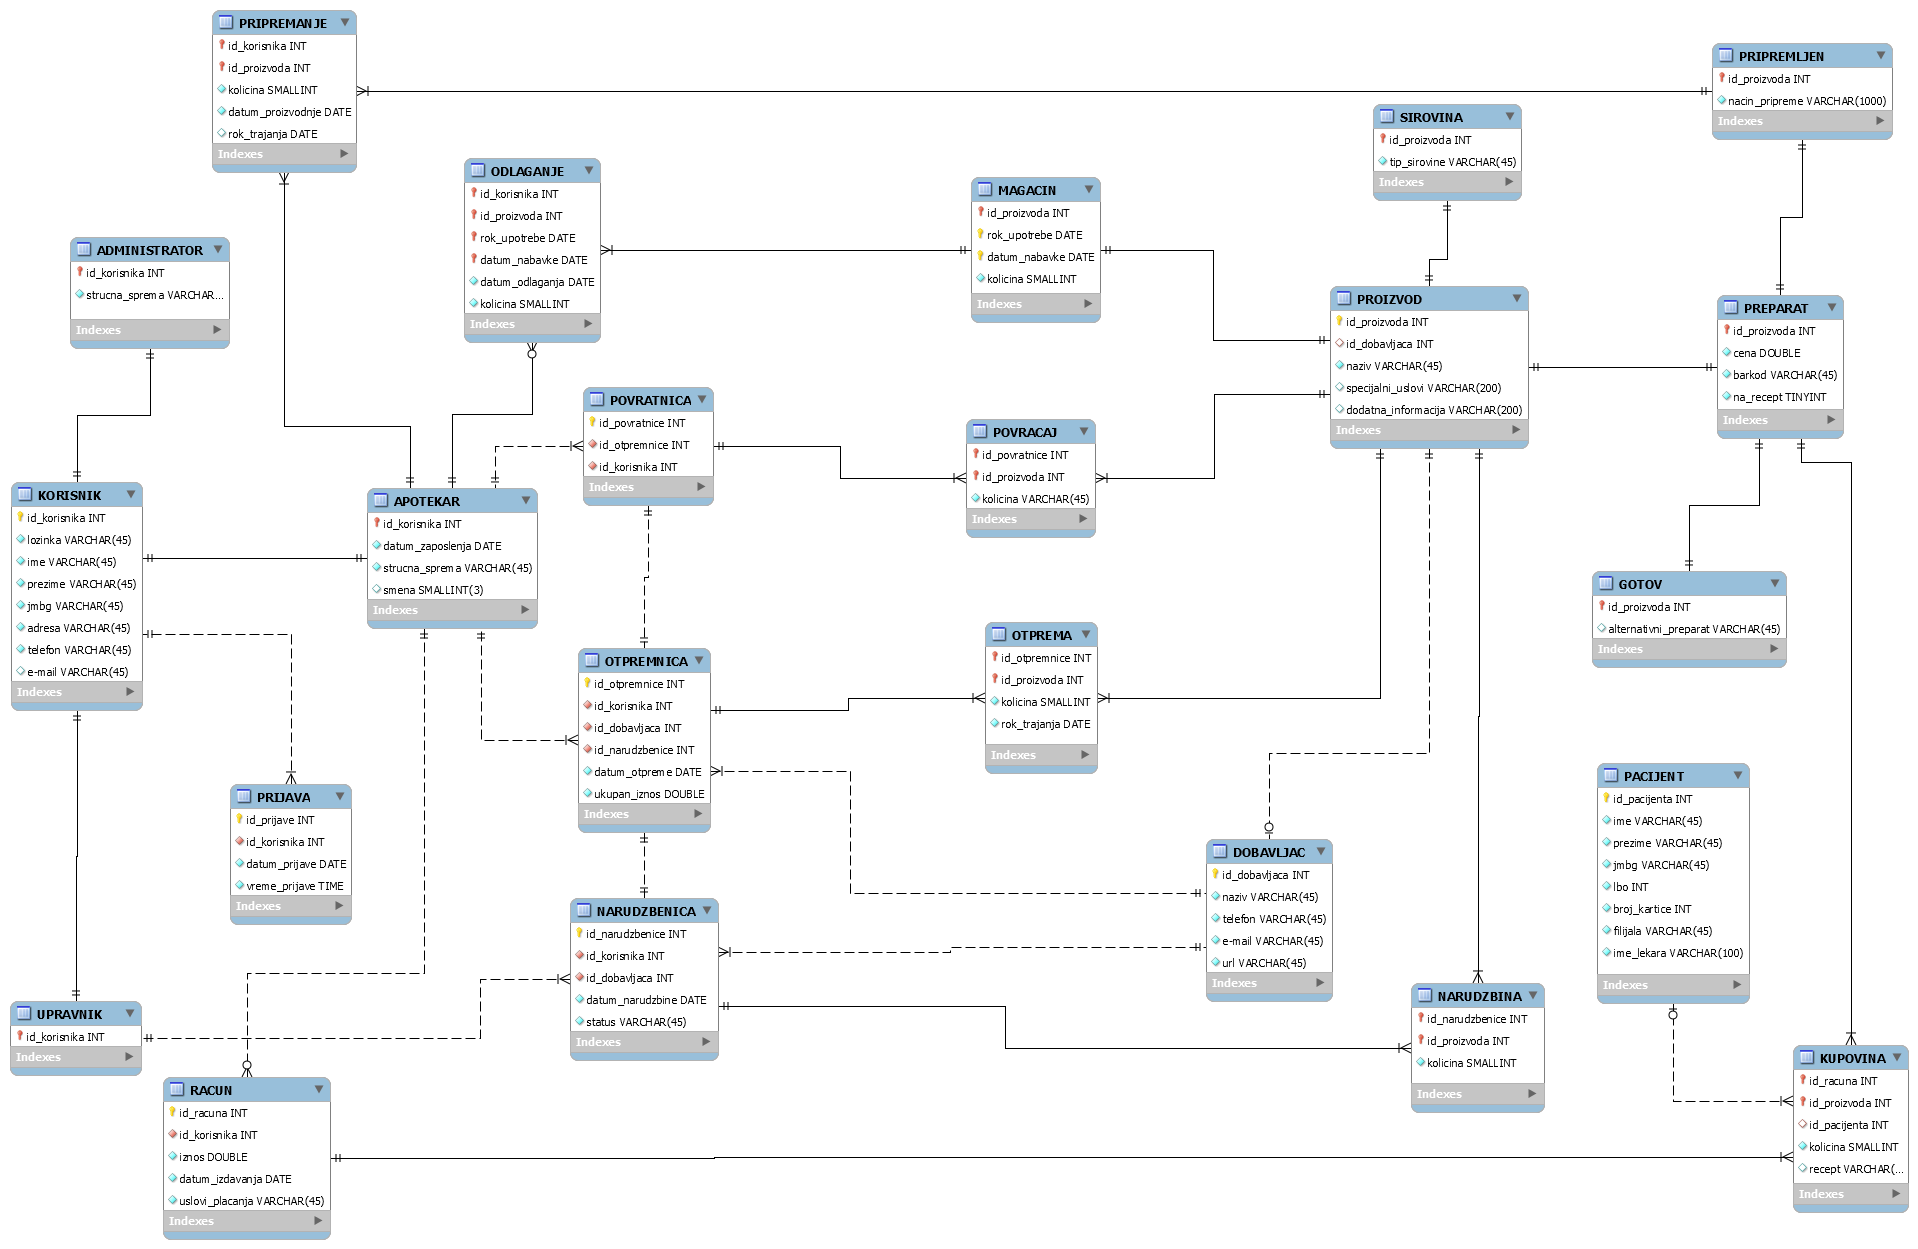 PRIPREMANJE
id_korisnika INT
id_proizvoda INT
kolicina SMALLINT
datum_proizvodnje DATE
rok_trajanja DATE
Indexes
PRIPREMLJEN
id_proizvoda INT
nacin_pripreme VARCHAR(1000)
Indexes
SIROVINA
id_proizvoda INT
tip_sirovine VARCHAR(45)
Indexes
ODLAGANJE
id_korisnika INT
id_proizvoda INT
rok_upotrebe DATE
datum_nabavke DATE
datum_odlaganja DATE
kolicina SMALLINT
Indexes
MAGACIN
id_proizvoda INT
rok_upotrebe DATE
datum_nabavke DATE
kolicina SMALLINT
Indexes
ADMINISTRATOR
id_korisnika INT
strucna_sprema VARCHAR...
Indexes
PROIZVOD
id_proizvoda INT
id_dobavljaca INT
naziv VARCHAR(45)
specijalni_uslovi VARCHAR(200)
dodatna_informacija VARCHAR(200)
Indexes
PREPARAT
id_proizvoda INT
cena DOUBLE
barkod VARCHAR(45)
na_recept TINYINT
Indexes
POVRATNICA
id_povratnice INT
id_otpremnice INT
id_korisnika INT
Indexes
POVRACAJ
id_povratnice INT
id_proizvoda INT
kolicina VARCHAR(45)
Indexes
KORISNIK
id_korisnika INT
lozinka VARCHAR(45)
ime VARCHAR(45)
prezime VARCHAR(45)
jmbg VARCHAR(45)
adresa VARCHAR(45)
telefon VARCHAR(45)
e-mail VARCHAR(45)
Indexes
APOTEKAR
id_korisnika INT
datum_zaposlenja DATE
strucna_sprema VARCHAR(45)
smena SMALLINT(3)
Indexes
GOTOV
id_proizvoda INT
alternativni_preparat VARCHAR(45)
Indexes
OTPREMA
id_otpremnice INT
id_proizvoda INT
kolicina SMALLINT
rok_trajanja DATE
Indexes
OTPREMNICA
id_otpremnice INT
id_korisnika INT
id_dobavljaca INT
id_narudzbenice INT
datum_otpreme DATE
ukupan_iznos DOUBLE
Indexes
PRIJAVA
id_prijave INT
id_korisnika INT
datum_prijave DATE
vreme_prijave TIME
Indexes
PACIJENT
id_pacijenta INT
ime VARCHAR(45)
prezime VARCHAR(45)
jmbg VARCHAR(45)
lbo INT
broj_kartice INT
filijala VARCHAR(45)
ime_lekara VARCHAR(100)
Indexes
DOBAVLJAC
id_dobavljaca INT
naziv VARCHAR(45)
telefon VARCHAR(45)
e-mail VARCHAR(45)
url VARCHAR(45)
Indexes
NARUDZBENICA
id_narudzbenice INT
id_korisnika INT
id_dobavljaca INT
datum_narudzbine DATE
status VARCHAR(45)
Indexes
NARUDZBINA
id_narudzbenice INT
id_proizvoda INT
kolicina SMALLINT
Indexes
UPRAVNIK
id_korisnika INT
Indexes
KUPOVINA
id_racuna INT
id_proizvoda INT
id_pacijenta INT
kolicina SMALLINT
recept VARCHAR(...
Indexes
RACUN
id_racuna INT
id_korisnika INT
iznos DOUBLE
datum_izdavanja DATE
uslovi_placanja VARCHAR(45)
Indexes